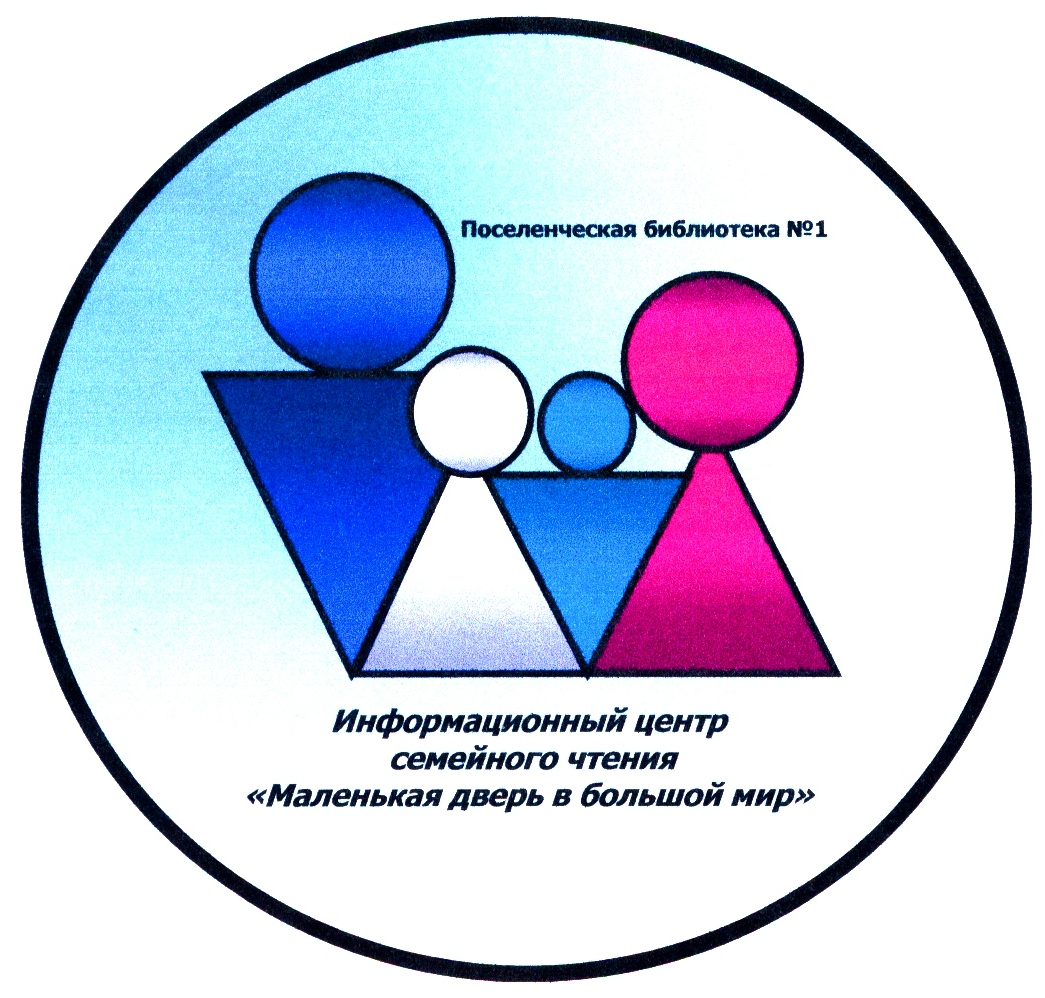 Поселенческая библиотека №1
Информационный центр
семейного чтения
«Маленькая дверь в большой мир»